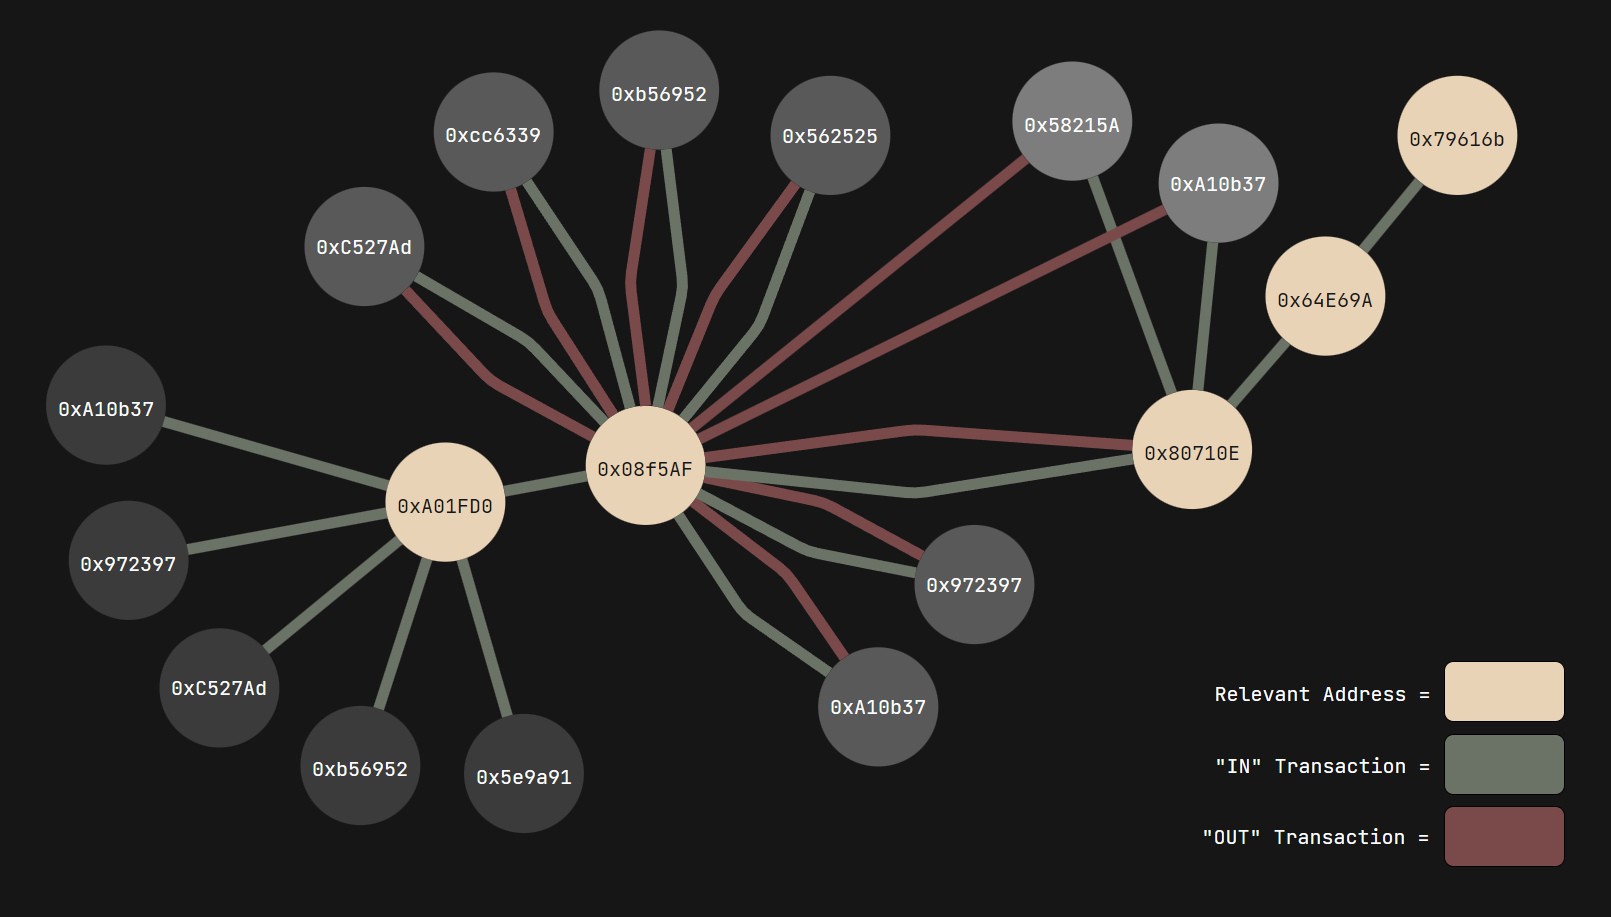 0xb56952
0xcc6339
0x562525
0x58215A
0x79616b
0xA10b37
0xC527Ad
0x64E69A
0xA10b37
0x80710E
0x08f5AF
0xA01FD0
0x972397
0x972397
0xC527Ad
0xA10b37
0xb56952
0x5e9a91
Relevant Address =
"IN" Transaction =
"OUT" Transaction =